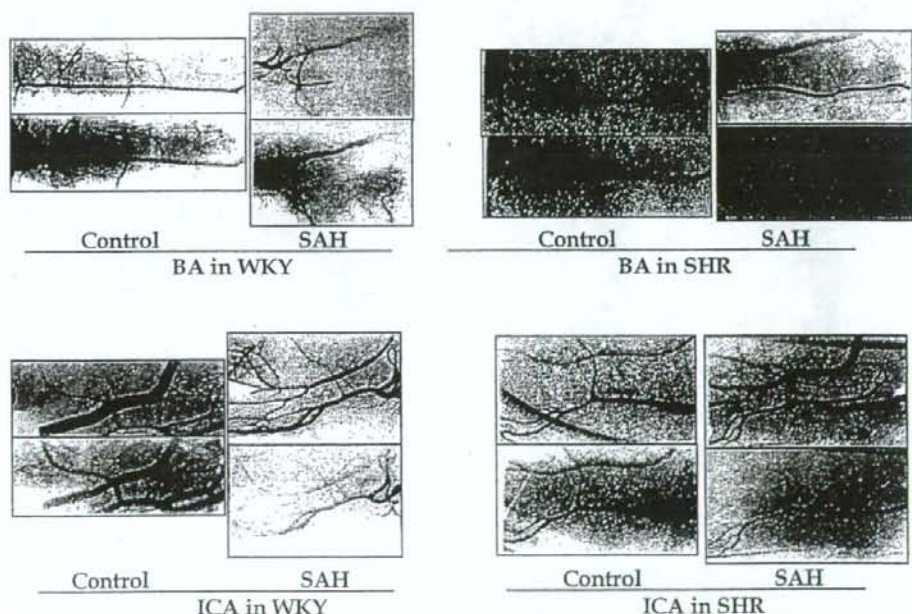 Control SAH
BA in WKY
Control SAH
BA in SHR
Control SAH
ICA in WKY
Control SAH
ICA in SHR